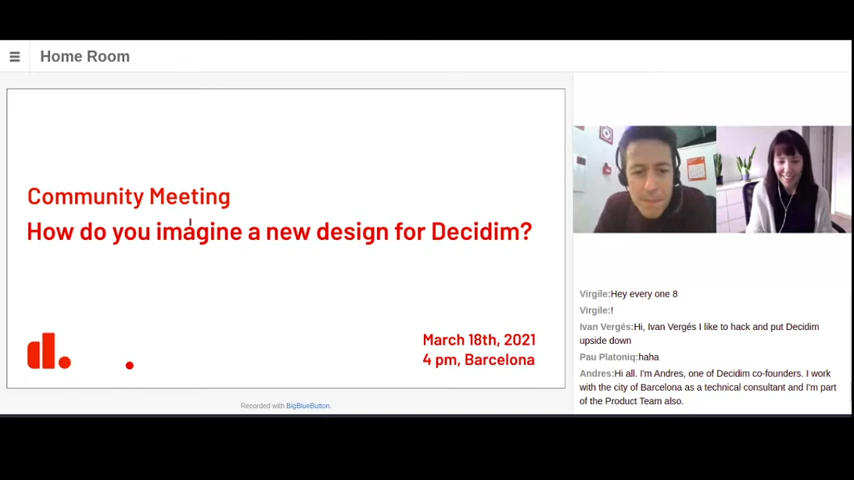 Home Room
Community Meeting
How do you imagine a new design for Decidim?
d.
March 18th, 2021
4 pm, Barcelona
Recorded with BigBlueButton.
Virgile:Hey every one 8
Virgile:!
Ivan Vergés:Hi, Ivan Vergés I like to hack and put Decidim
upside down
Pau Platoniq:haha
Andres:Hi all. I'm Andres, one of Decidim co-founders. I work
with the city of Barcelona as a technical consultant and I'm part
of the Product Team also.